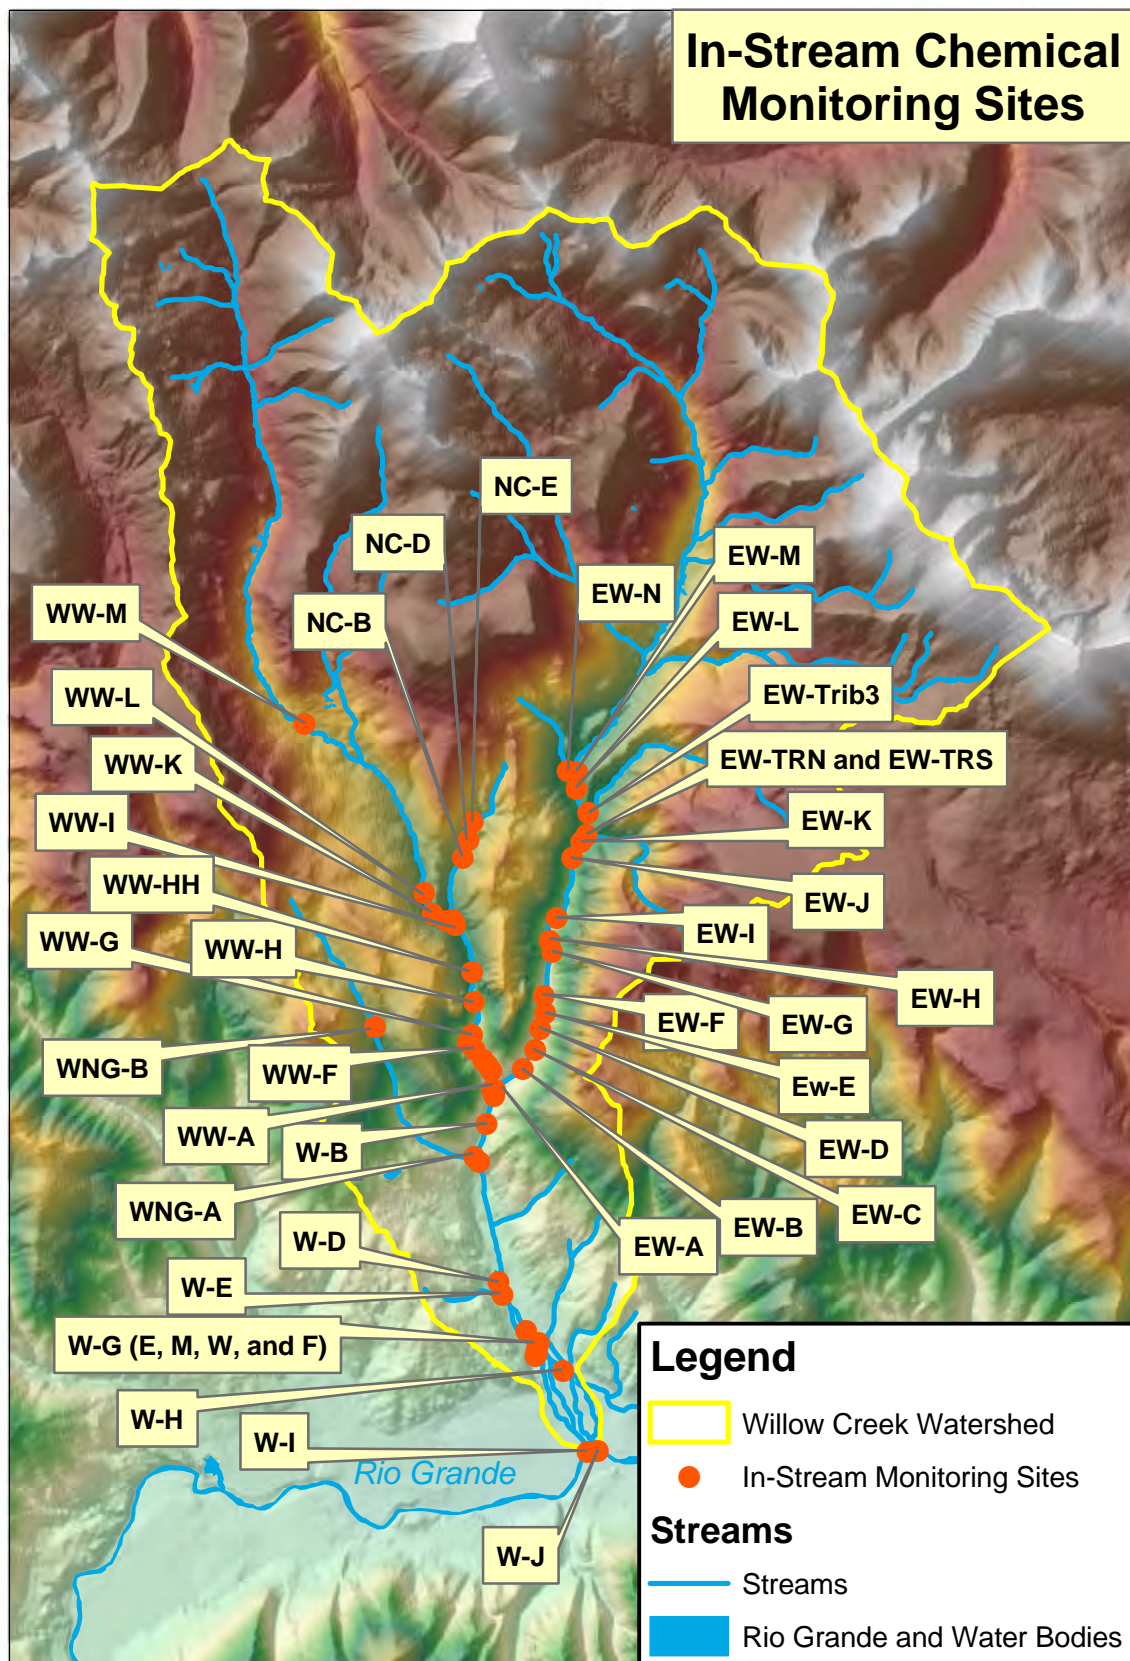 In-Stream Chemical
Monitoring Sites
NC-E
NC-D
EW-M
EW-N
NC-B
WW-M
EW-L
WW-L
EW-Trib3
WW-K
EW-TRN and EW-TRS
WW-I
EW-K
WW-HH
EW-J
WW-G
WW-H
EW-I
EW-H
EW-F
EW-G
WNG-B
WW-F
Ew-E
WW-A
W-B
EW-D
WNG-A
EW-C
EW-B
W-D
EW-A
W-E
W-G (E, M, W, and F)
W-H
W-I
Rio Grande
W-J
Legend
Willow Creek Watershed
In-Stream Monitoring Sites
Streams
Streams
Rio Grande and Water Bodies